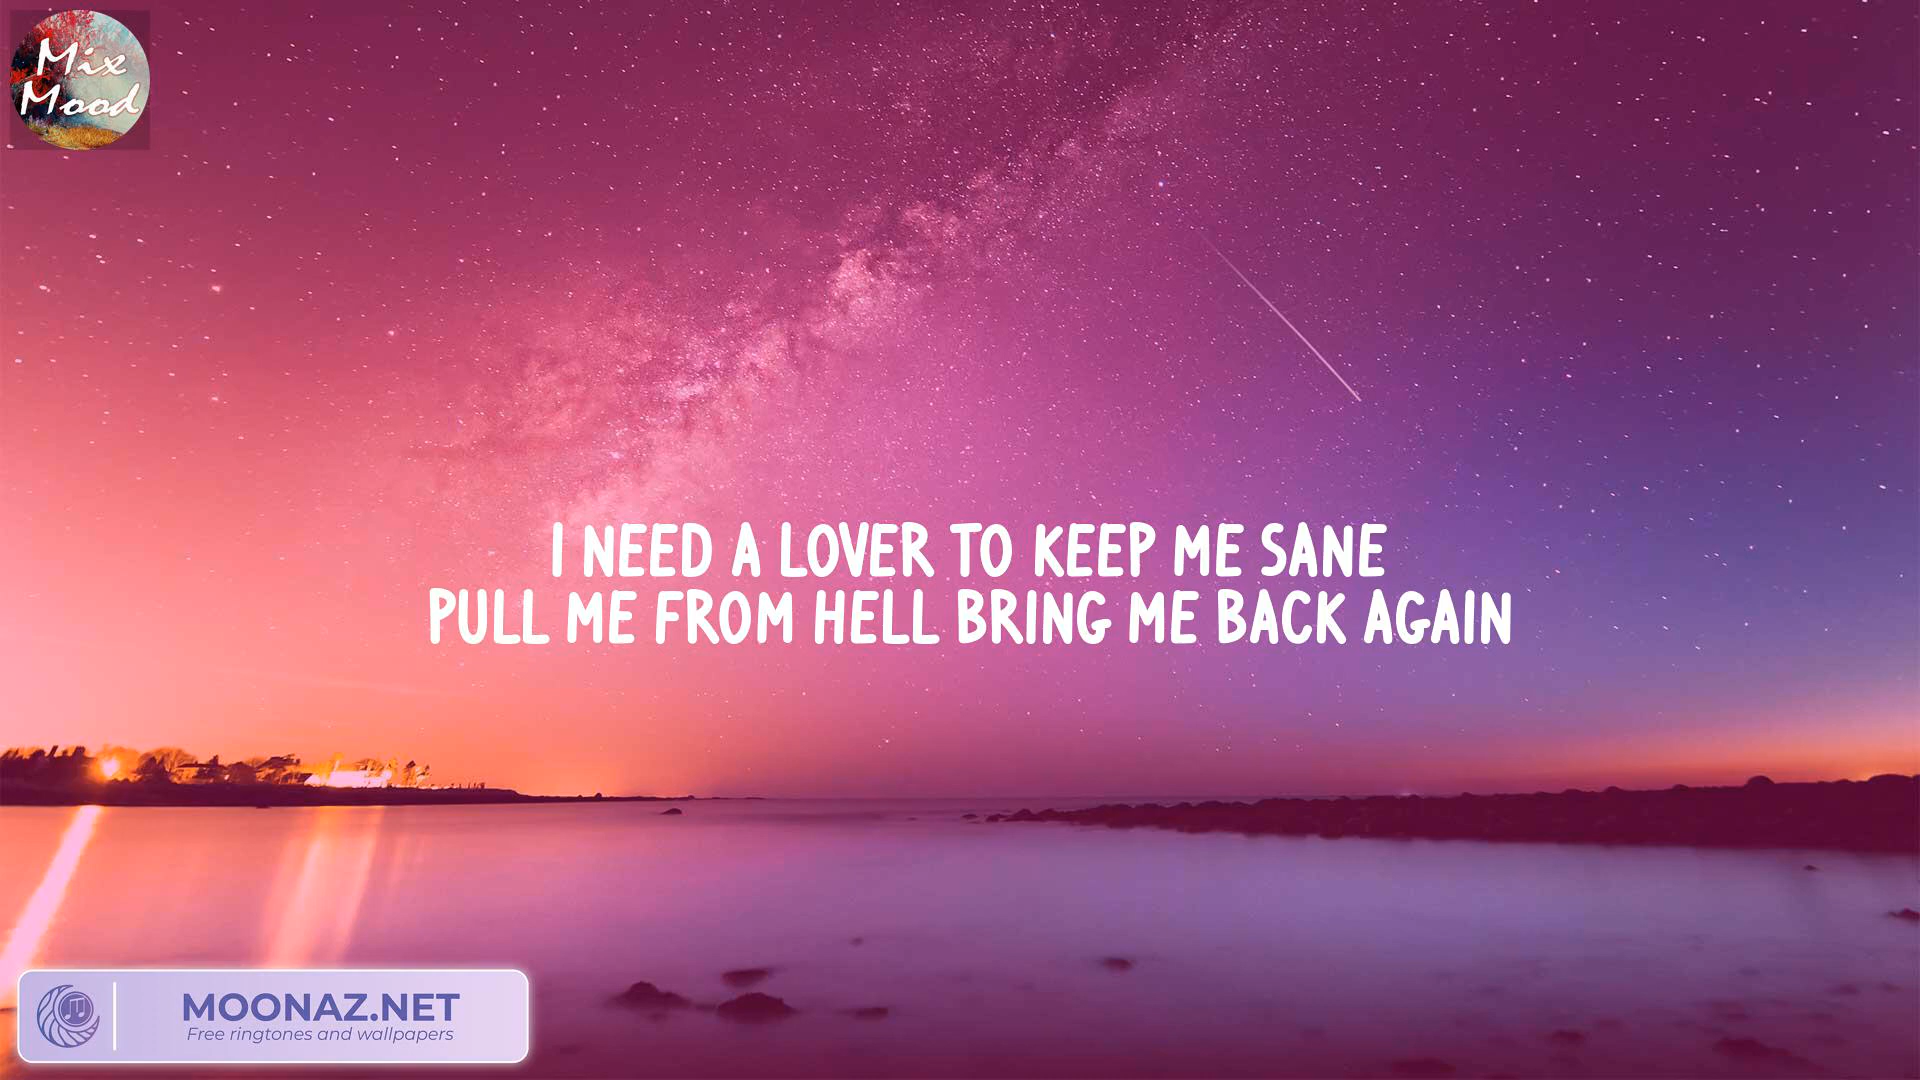 Mix
Mood
I NEED A LOVER TO KEEP ME SANE
PULL ME FROM HELL BRING ME BACK AGAIN
MOONAZ.NET
Free ringtones and wallpapers